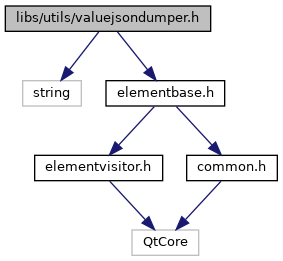 libs/utils/valuejsondumper.h
string
elementbase.h
elementvisitor.h
common.h
QtCore